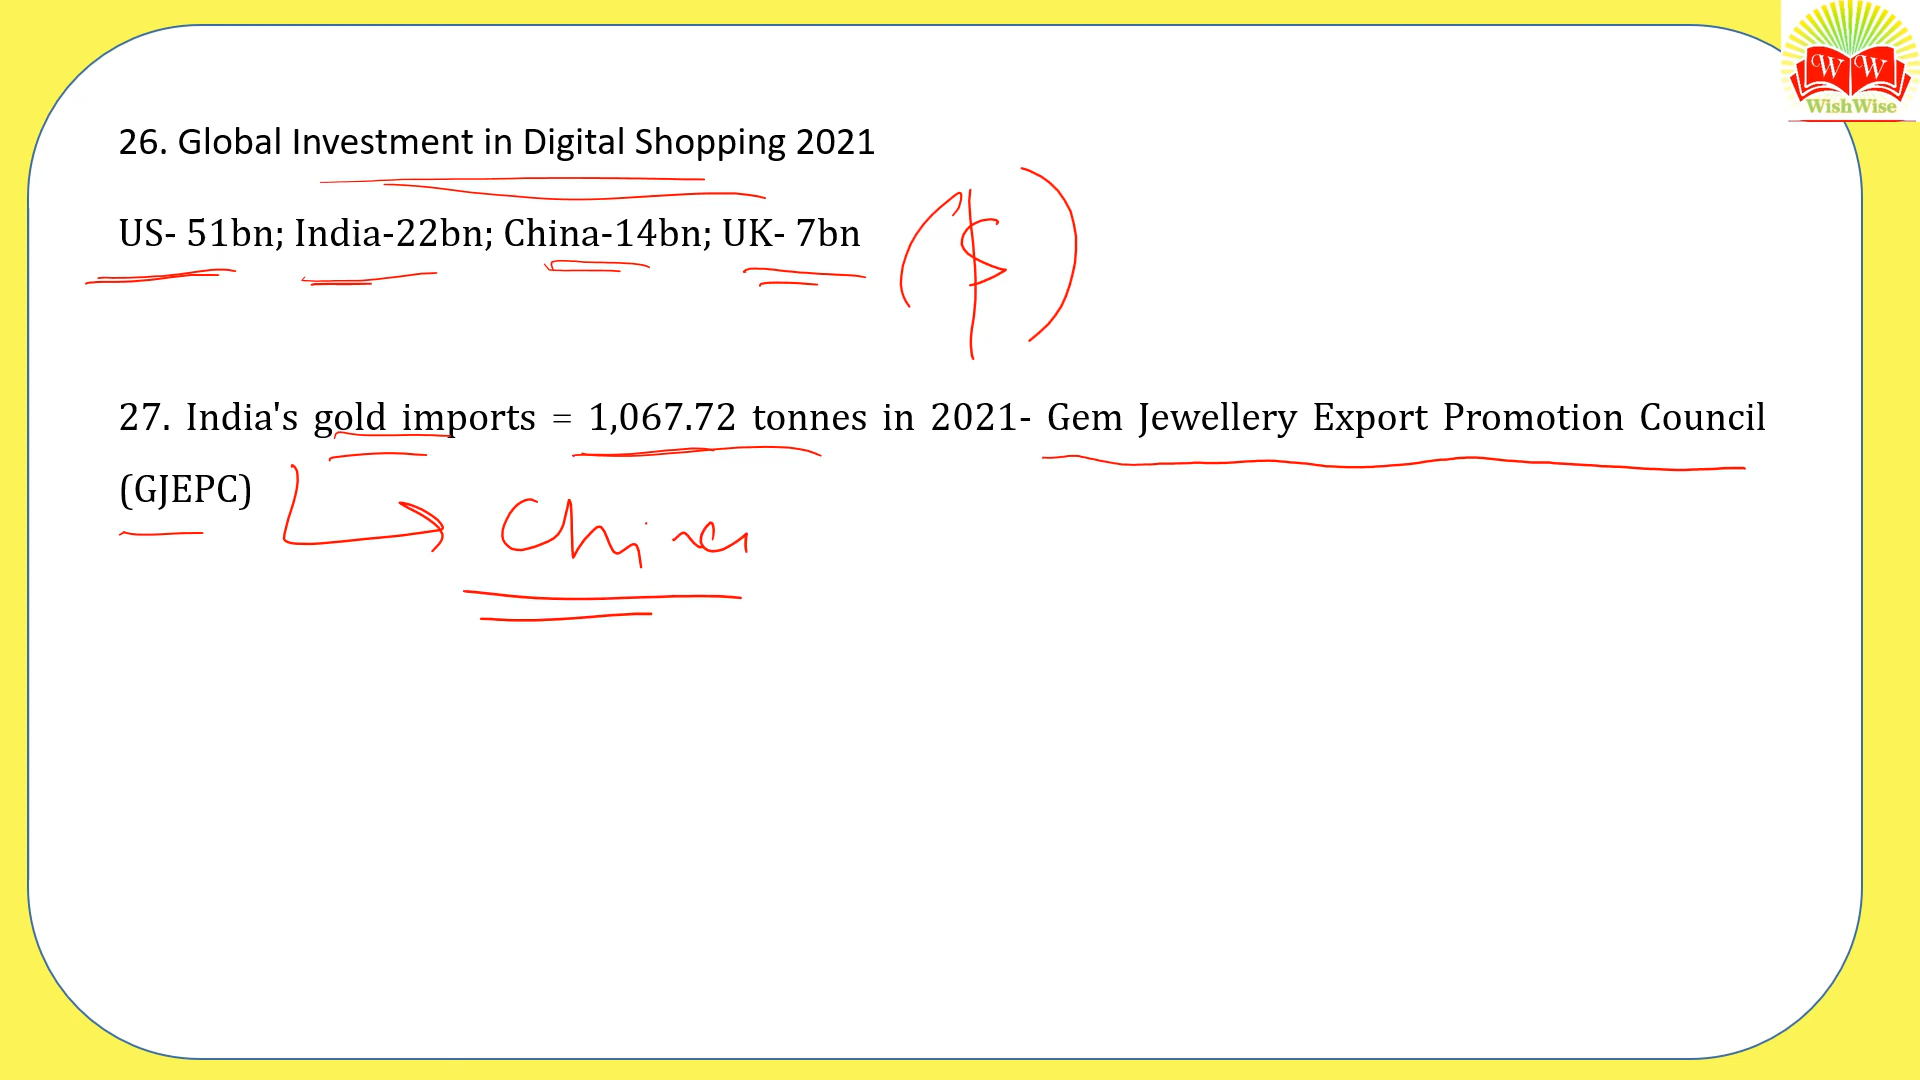 W W
WishWise
26. Global Investment in Digital Shopping 2021
US- 51bn; India-22bn; China-14bn; UK- 7bn ($)
27. India's gold imports = 1,067.72 tonnes in 2021- Gem Jewellery Export Promotion Council
(GJEPC)
China